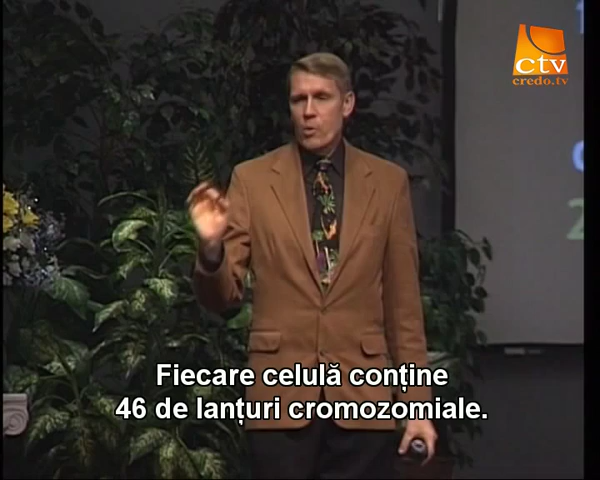 ctv
credo.tv
Fiecare celulă conține
46 de lanțuri cromozomiale.